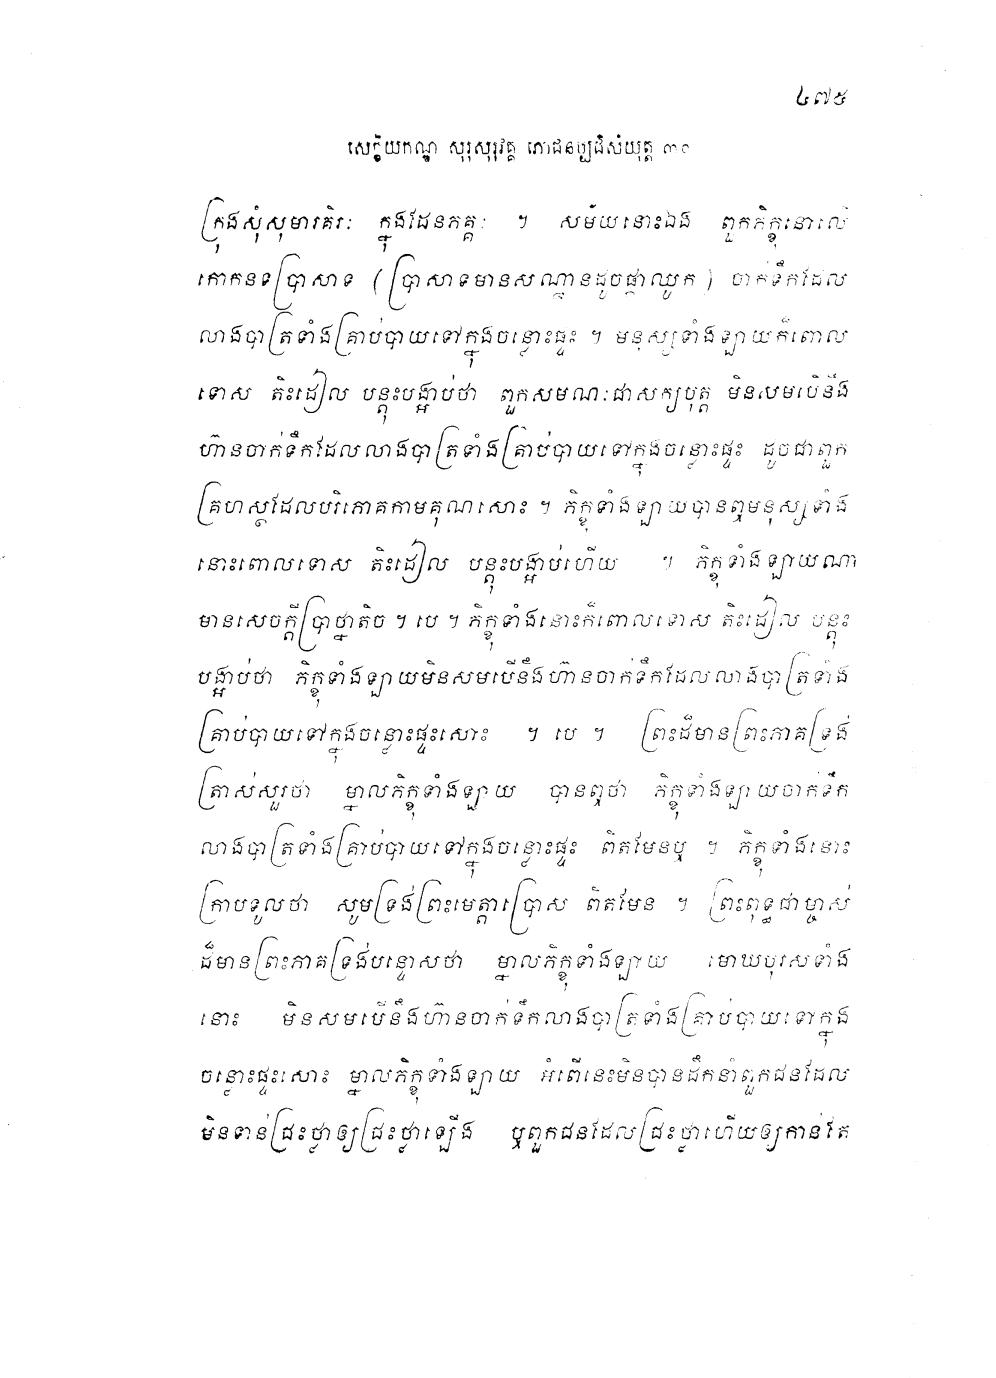 ៤៧៥
សេក្ខិយកណ្ឌ សុរុសុរុវគ្គ ភោជនប្បដិសំយុត្ត ៣០
ក្រុងសុំសុមារគិរៈ ក្នុងដែនភគ្គៈ ។ សម័យនោះឯង ពួកភិក្ខុនៅលើ
កោកនទប្រាសាទ (ប្រាសាទមានសណ្ឋានដូចផ្កាឈូក) ចាក់ទឹកដែល
លាងបាត្រទាំងគ្រាប់បាយទៅក្នុងចន្លោះផ្ទះ ។ មនុស្សទាំងឡាយក៏ពោល
ទោស តិះដៀល បន្តុះបង្អាប់ថា ពួកសមណៈជាសក្យបុត្ត មិនសមបើនឹង
ហ៊ានចាក់ទឹកដែលលាងបាត្រទាំងគ្រាប់បាយទៅក្នុងចន្លោះផ្ទះ ដូចជាពួក
គ្រហស្ថដែលបរិភោគកាមគុណសោះ ។ ភិក្ខុទាំងឡាយបានឮមនុស្សទាំង
នោះពោលទោស តិះដៀល បន្តុះបង្អាប់ហើយ ។ ភិក្ខុទាំងឡាយណា
មានសេចក្តីប្រាថ្នាតិច ។ បេ ។ ភិក្ខុទាំងនោះក៏ពោលទោស តិះដៀល បន្តុះ
បង្អាប់ថា ភិក្ខុទាំងឡាយមិនសមបើនឹងហ៊ានចាក់ទឹកដែលលាងបាត្រទាំង
គ្រាប់បាយទៅក្នុងចន្លោះផ្ទះសោះ ។ បេ ។ ព្រះដ៏មានព្រះភាគទ្រង់
ត្រាស់សួរថា ម្នាលភិក្ខុទាំងឡាយ បានឮថា ភិក្ខុទាំងឡាយចាក់ទឹក
លាងបាត្រទាំងគ្រាប់បាយទៅក្នុងចន្លោះផ្ទះ ពិតមែនឬ ។ ភិក្ខុទាំងនោះ
ក្រាបទូលថា សូមទ្រង់ព្រះមេត្តាប្រោស ពិតមែន ។ ព្រះពុទ្ធជាម្ចាស់
ដ៏មានព្រះភាគទ្រង់បន្ទោសថា ម្នាលភិក្ខុទាំងឡាយ មោឃបុរសទាំង
នោះ មិនសមបើនឹងហ៊ានចាក់ទឹកលាងបាត្រទាំងគ្រាប់បាយទៅក្នុង
ចន្លោះផ្ទះសោះ ម្នាលភិក្ខុទាំងឡាយ អំពើនេះមិនបានដឹកនាំពួកជនដែល
មិនទាន់ជ្រះថ្លាឲ្យជ្រះថ្លាឡើង ឬពួកជនដែលជ្រះថ្លាហើយឲ្យកាន់តែ